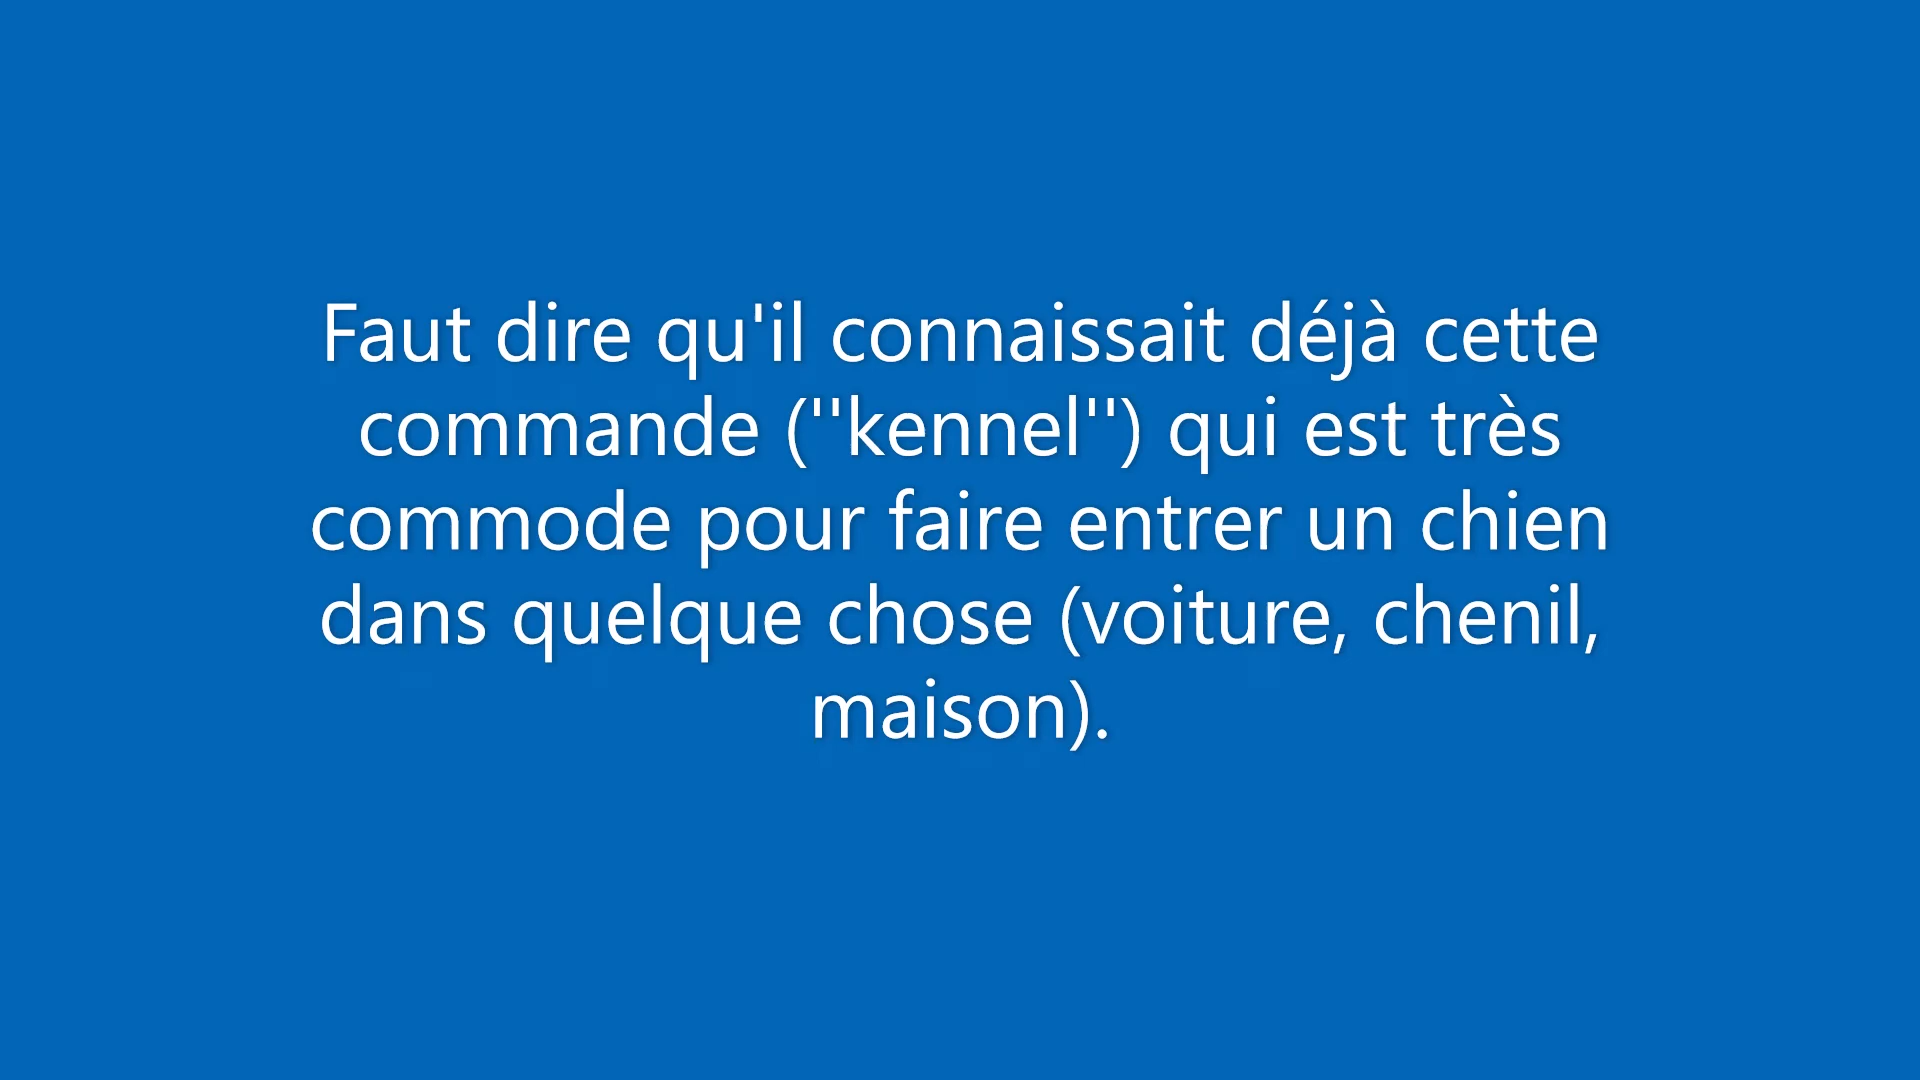 Faut dire qu'il connaissait déjà cette
commande (''kennel'') qui est très
commode pour faire entrer un chien
dans quelque chose (voiture, chenil,
maison).